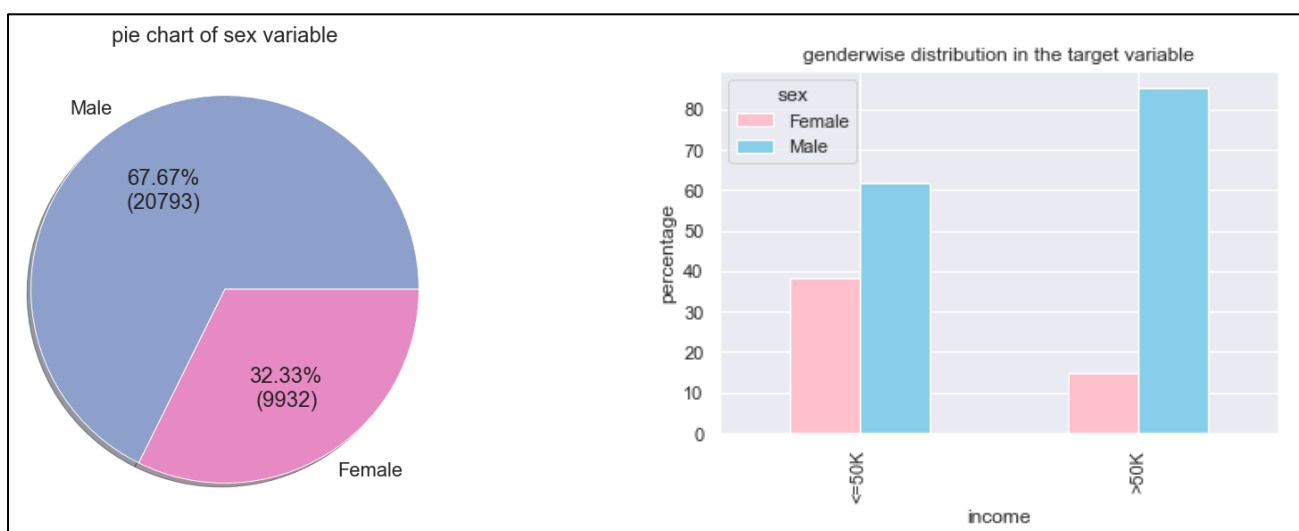 pie chart of sex variable
Male
67.67%
(20793)
32.33%
(9932)
Female
genderwise distribution in the target variable
sex
Female
Male
percentage
80
70
60
50
40
30
20
10
0
<=50K
>50K
income